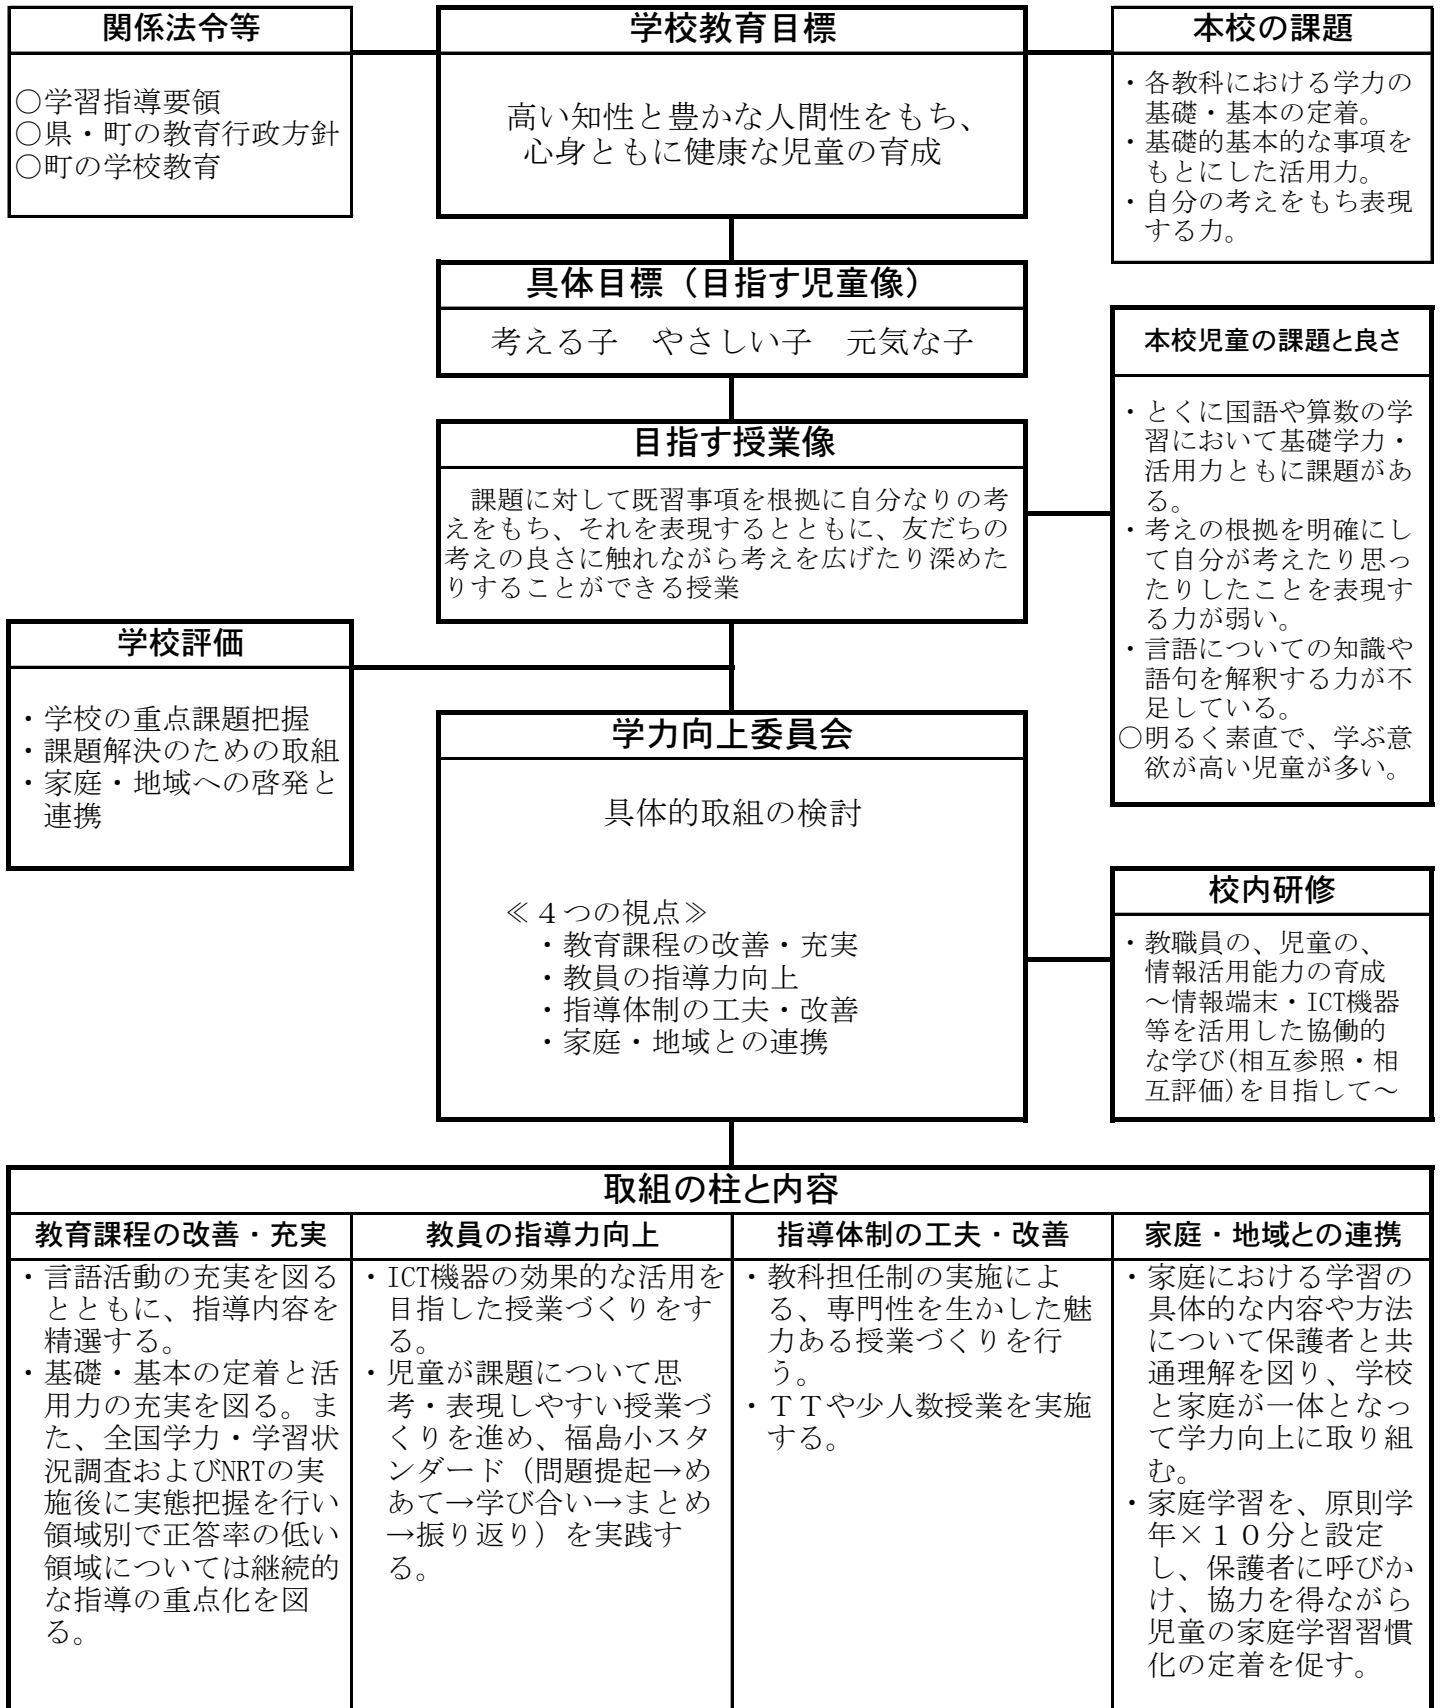 関係法令等
○学習指導要領
○県・町の教育行政方針
○町の学校教育
学校教育目標
高い知性と豊かな人間性をもち、
心身ともに健康な児童の育成
本校の課題
・各教科における学力の
基礎・基本の定着。
・基礎的基本的な事項を
もとにした活用力。
・自分の考えをもち表現
する力。
具体目標（目指す児童像）
考える子　やさしい子　元気な子
本校児童の課題と良さ
・とくに国語や算数の学
習において基礎学力・
活用力ともに課題があ
る。
・考えの根拠を明確にし
て自分が考えたり思っ
たりしたことを表現す
る力が弱い。
・言語についての知識や
語句を解釈する力が不
足している。
○明るく素直で、学ぶ意
欲が高い児童が多い。
目指す授業像
課題に対して既習事項を根拠に自分なりの考
えをもち、それを表現するとともに、友だちの
考えの良さに触れながら考えを広げたり深めた
りすることができる授業
学校評価
・学校の重点課題把握
・課題解決のための取組
・家庭・地域への啓発と
連携
学力向上委員会
具体的取組の検討
≪４つの視点≫
・教育課程の改善・充実
・教員の指導力向上
・指導体制の工夫・改善
・家庭・地域との連携
校内研修
・教職員の、児童の、
情報活用能力の育成
～情報端末・ICT機器
等を活用した協働的
な学び(相互参照・相
互評価)を目指して～
取組の柱と内容
教育課程の改善・充実
・言語活動の充実を図る
とともに、指導内容を
精選する。
・基礎・基本の定着と活
用力の充実を図る。ま
た、全国学力・学習状
況調査およびNRTの実
施後に実態把握を行い
領域別で正答率の低い
領域については継続的
な指導の重点化を図
る。
教員の指導力向上
・ICT機器の効果的な活用を
目指した授業づくりをす
る。
・児童が課題について思
考・表現しやすい授業づ
くりを進め、福島小スタ
ンダード（問題提起→め
あて→学び合い→まとめ
→振り返り）を実践す
る。
指導体制の工夫・改善
・教科担任制の実施によ
る、専門性を生かした魅
力ある授業づくりを行
う。
・ＴＴや少人数授業を実施
する。
家庭・地域との連携
・家庭における学習の
具体的な内容や方法
について保護者と共
通理解を図り、学校
と家庭が一体となっ
て学力向上に取り組
む。
・家庭学習を、原則学
年×１０分と設定
し、保護者に呼びか
け、協力を得ながら
児童の家庭学習習慣
化の定着を促す。